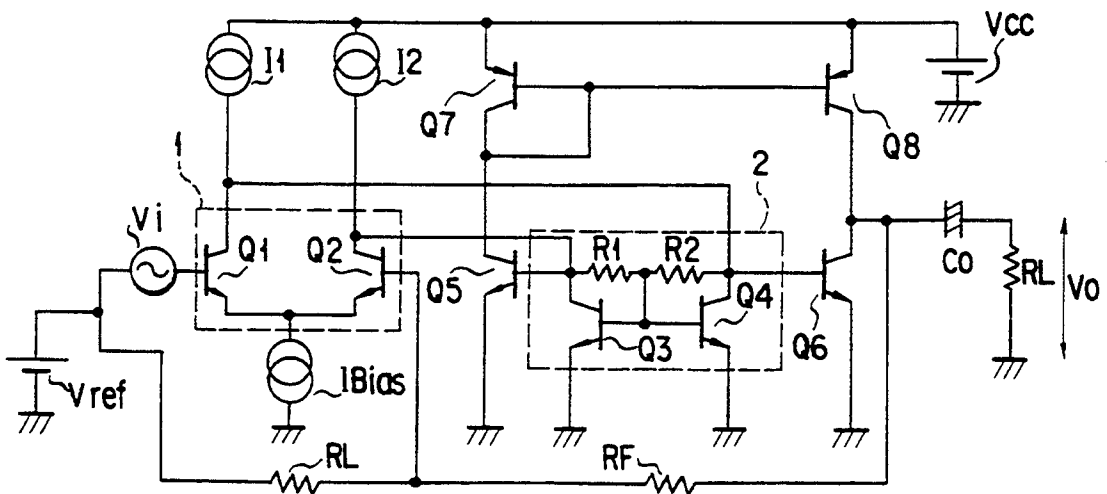 Vcc
I1
I2
Q7
Q8
1
2
Vi
Q1
Q2
Q5
R1
R2
Q4
Q3
Q6
Co
RL
Vo
IBias
Vref
RL
RF